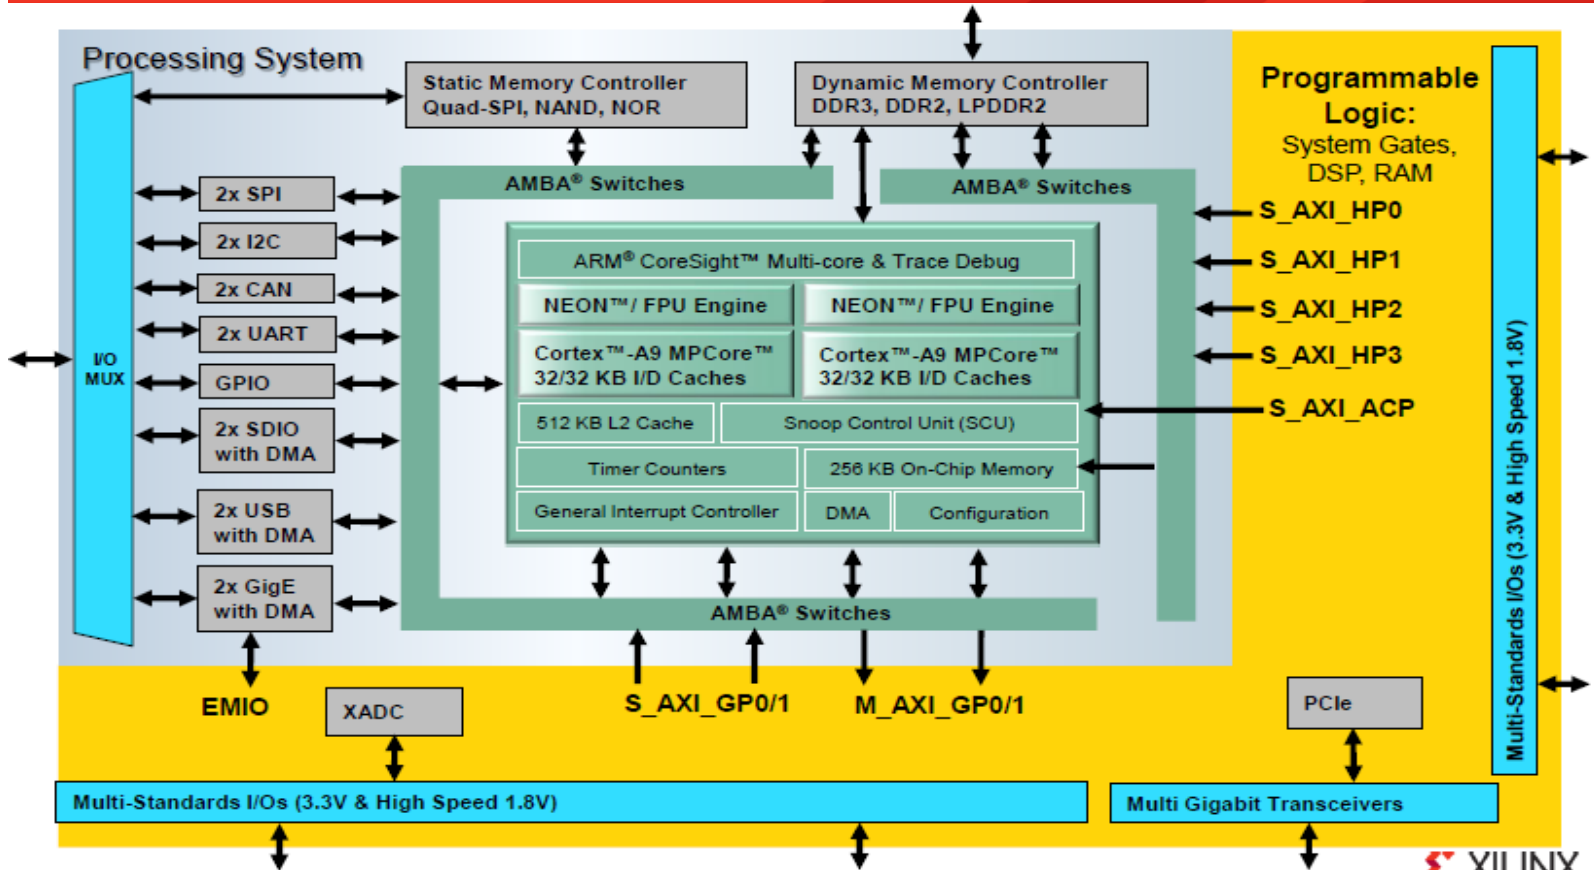 Processing System
Static Memory Controller
Quad-SPI, NAND, NOR
Dynamic Memory Controller
DDR3, DDR2, LPDDR2
Programmable
Logic:
System Gates,
DSP, RAM
AMBA® Switches
AMBA® Switches
2x SPI
2x I2C
2x CAN
2x UART
GPIO
2x SDIO
with DMA
2x USB
with DMA
2x GigE
with DMA
I/O
MUX
ARM® CoreSight™ Multi-core & Trace Debug
NEON™/ FPU Engine
NEON™/ FPU Engine
Cortex™-A9 MPCore™
32/32 KB I/D Caches
Cortex™-A9 MPCore™
32/32 KB I/D Caches
512 KB L2 Cache
Snoop Control Unit (SCU)
Timer Counters
256 KB On-Chip Memory
General Interrupt Controller
DMA
Configuration
AMBA® Switches
S_AXI_HP0
S_AXI_HP1
S_AXI_HP2
S_AXI_HP3
S_AXI_ACP
Multi-Standards I/Os (3.3V & High Speed 1.8V)
EMIO
XADC
S_AXI_GP0/1
M_AXI_GP0/1
PCIe
Multi-Standards I/Os (3.3V & High Speed 1.8V)
Multi Gigabit Transceivers
XILINX